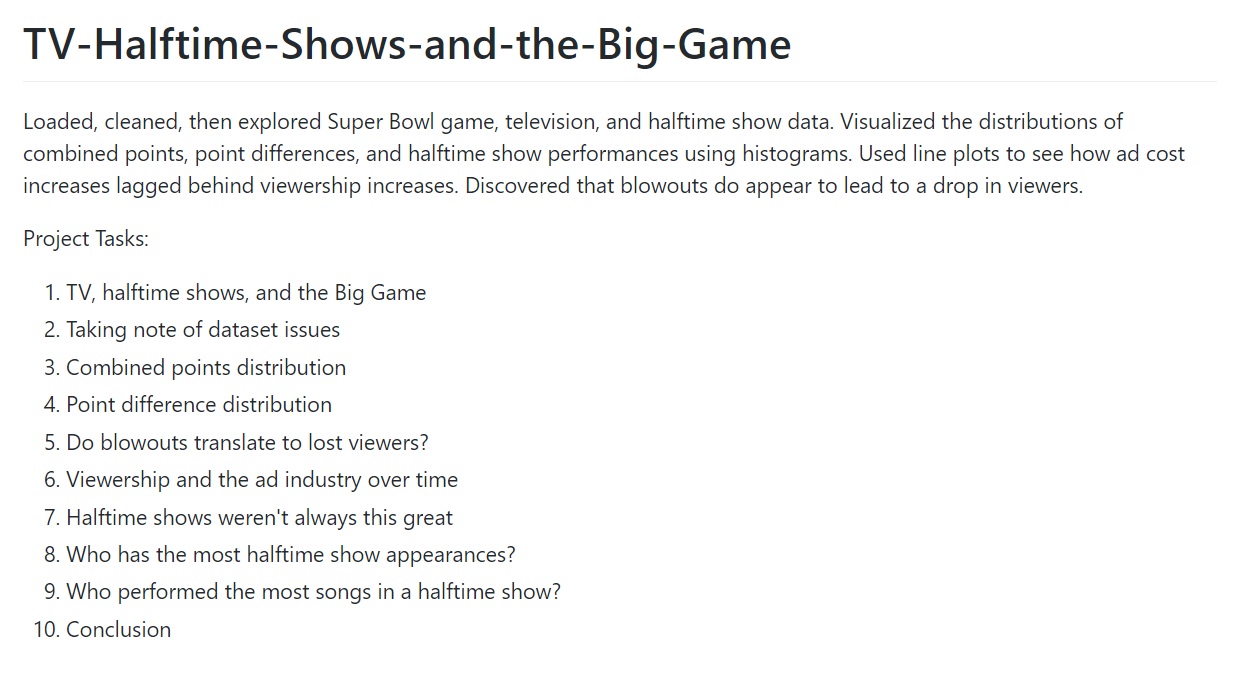 TV-Halftime-Shows-and-the-Big-Game
Loaded, cleaned, then explored Super Bowl game, television, and halftime show data. Visualized the distributions of
combined points, point differences, and halftime show performances using histograms. Used line plots to see how ad cost
increases lagged behind viewership increases. Discovered that blowouts do appear to lead to a drop in viewers.
Project Tasks:
1. TV, halftime shows, and the Big Game
2. Taking note of dataset issues
3. Combined points distribution
4. Point difference distribution
5. Do blowouts translate to lost viewers?
6. Viewership and the ad industry over time
7. Halftime shows weren't always this great
8. Who has the most halftime show appearances?
9. Who performed the most songs in a halftime show?
10. Conclusion